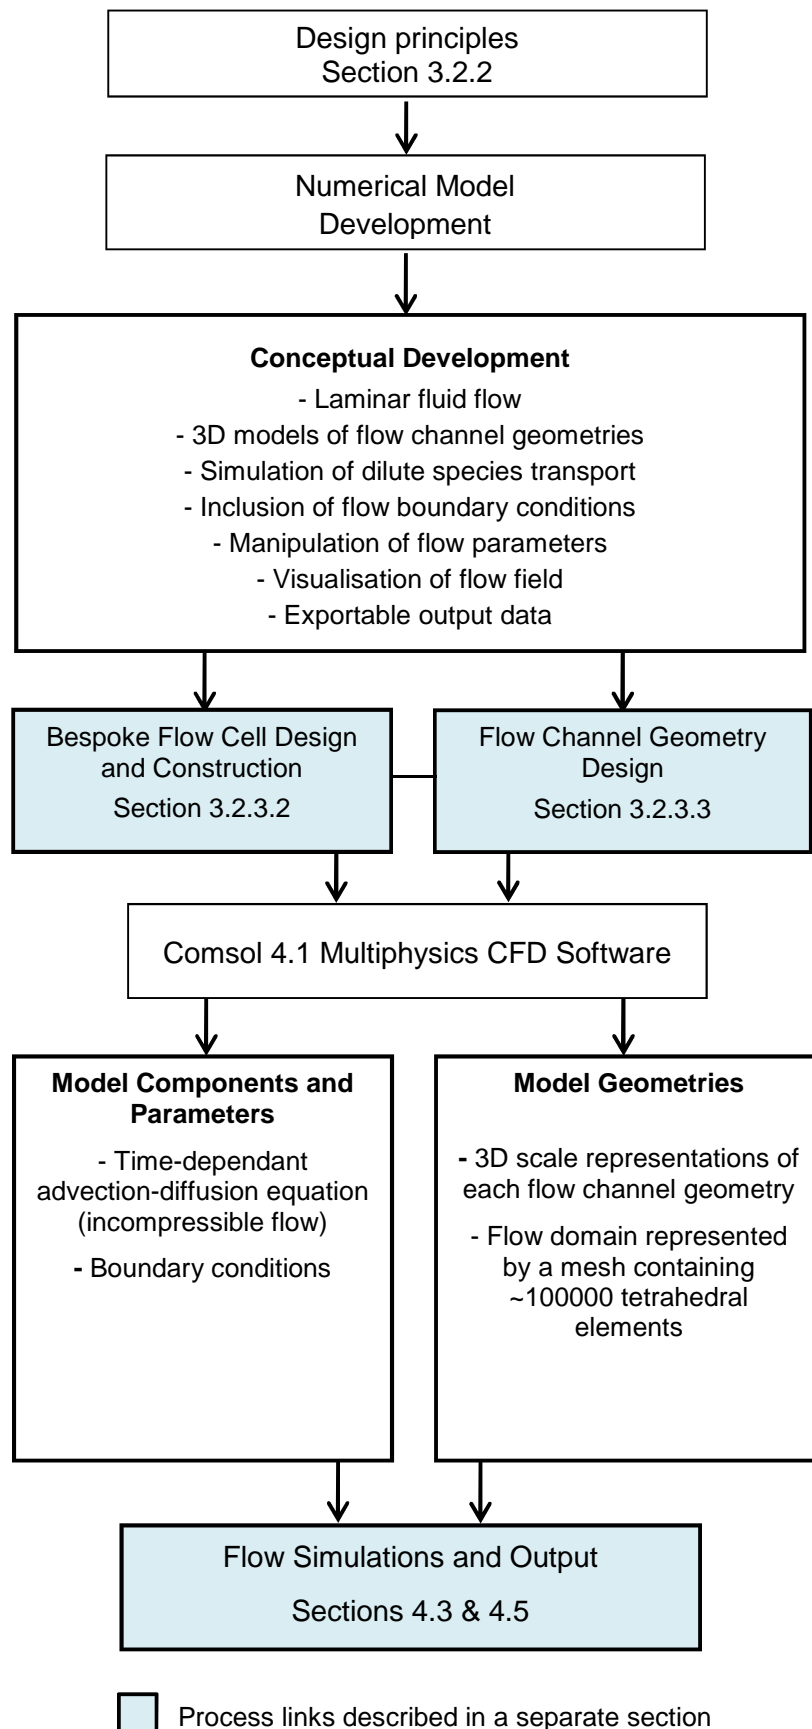 Design principles
Section 3.2.2
Numerical Model
Development
Conceptual Development
- Laminar fluid flow
- 3D models of flow channel geometries
- Simulation of dilute species transport
- Inclusion of flow boundary conditions
- Manipulation of flow parameters
- Visualisation of flow field
- Exportable output data
Bespoke Flow Cell Design
and Construction
Section 3.2.3.2
Flow Channel Geometry
Design
Section 3.2.3.3
Comsol 4.1 Multiphysics CFD Software
Model Components and
Parameters
- Time-dependant
advection-diffusion equation
(incompressible flow)
- Boundary conditions
Model Geometries
- 3D scale representations of
each flow channel geometry
- Flow domain represented
by a mesh containing
~100000 tetrahedral
elements
Flow Simulations and Output
Sections 4.3 & 4.5
Process links described in a separate section